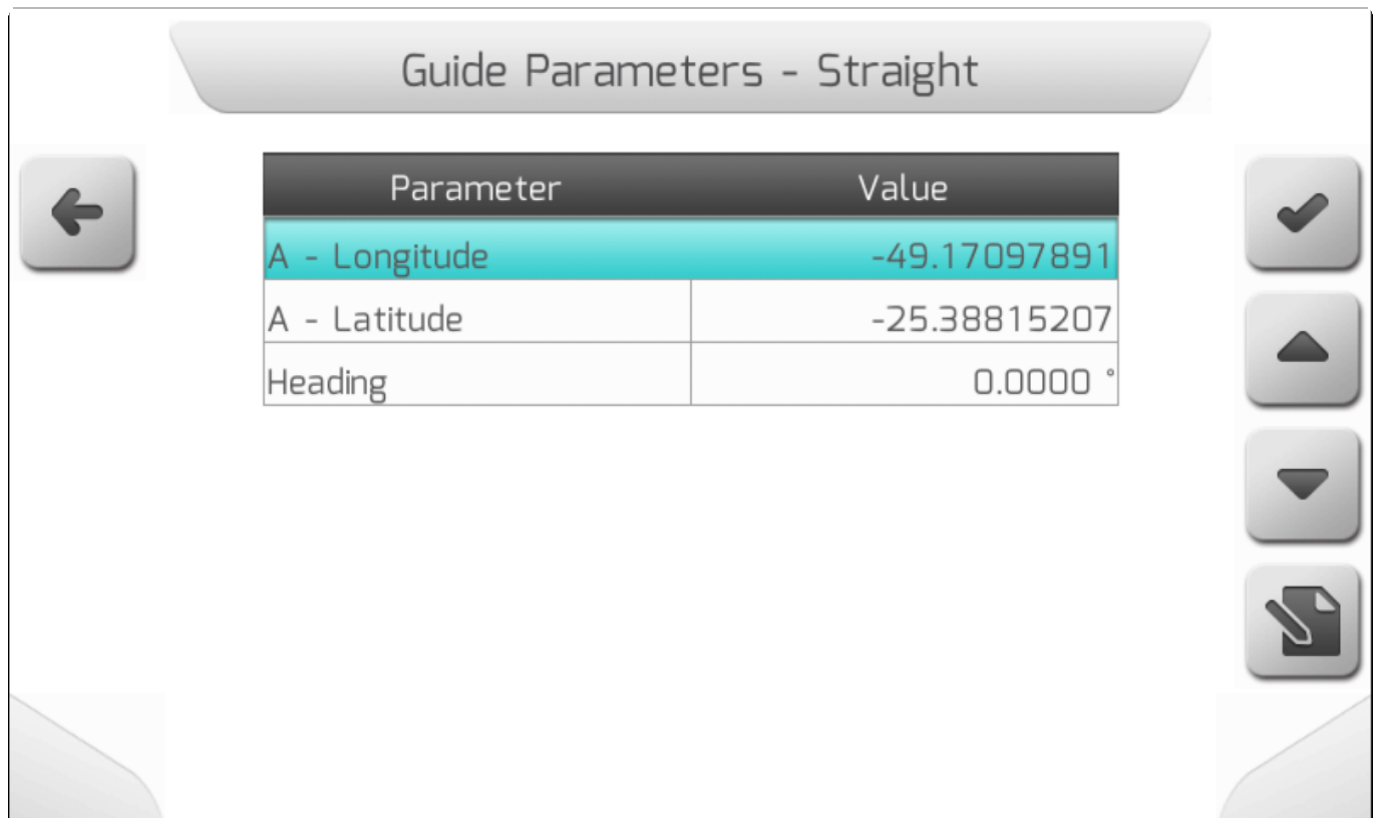 Guide Parameters - Straight
Parameter Value
A - Longitude -49.17097891
A - Latitude -25.38815207
Heading 0.0000 °